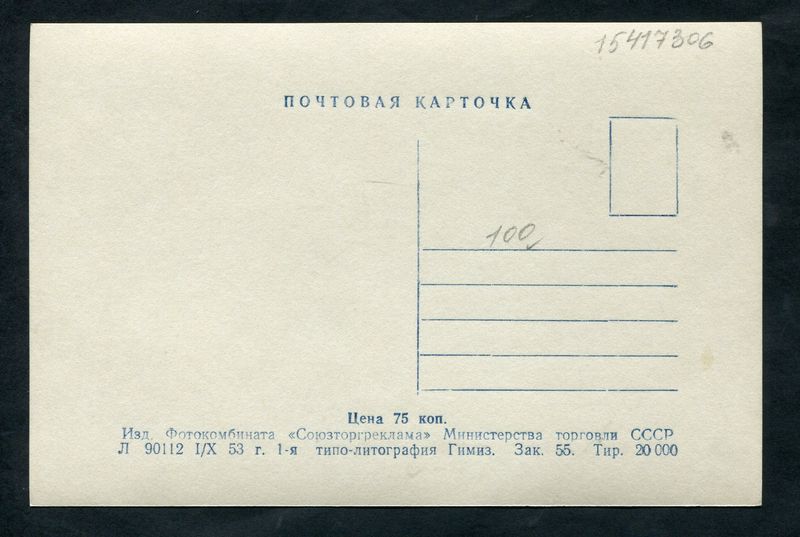 15417306
ПОЧТОВАЯ КАРТОЧКА
100
Цена 75 коп.
Изд. Фотокомбината «Союзторгреклама» Министерства торговли СССР
Л 90112 I/X 53 г. 1-я типо-литография Гимиз. Зак. 55. Тир. 20 000